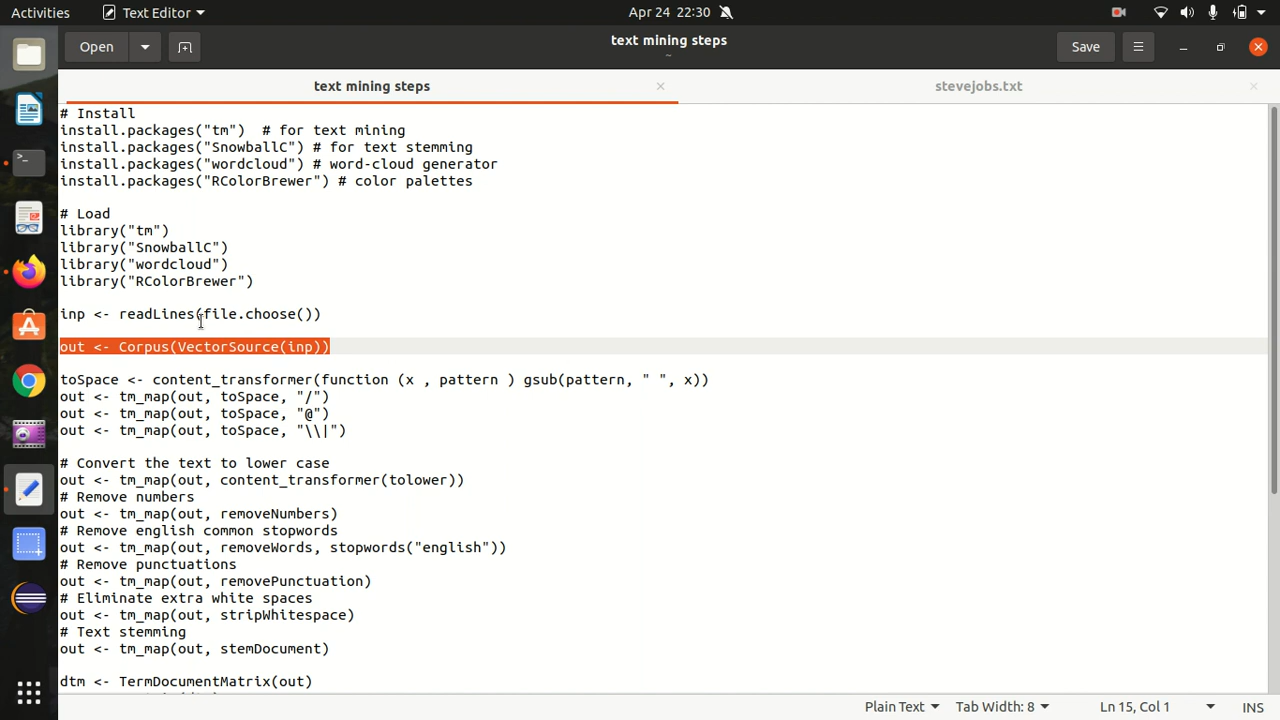 Activities
Text Editor
Apr 24 22:30
Open
text mining steps
~
Save
text mining steps
stevejobs.txt
# Install
install.packages("tm")  # for text mining
install.packages("SnowballC") # for text stemming
install.packages("wordcloud") # word-cloud generator
install.packages("RColorBrewer") # color palettes
# Load
library("tm")
library("SnowballC")
library("wordcloud")
library("RColorBrewer")
inp <- readLines(file.choose())
out <- Corpus(VectorSource(inp))
toSpace <- content_transformer(function (x , pattern ) gsub(pattern, " ", x))
out <- tm_map(out, toSpace, "/")
out <- tm_map(out, toSpace, "@")
out <- tm_map(out, toSpace, "\\|")
# Convert the text to lower case
out <- tm_map(out, content_transformer(tolower))
# Remove numbers
out <- tm_map(out, removeNumbers)
# Remove english common stopwords
out <- tm_map(out, removeWords, stopwords("english"))
# Remove punctuations
out <- tm_map(out, removePunctuation)
# Eliminate extra white spaces
out <- tm_map(out, stripWhitespace)
# Text stemming
out <- tm_map(out, stemDocument)
dtm <- TermDocumentMatrix(out)
Plain Text
Tab Width: 8
Ln 15, Col 1
INS